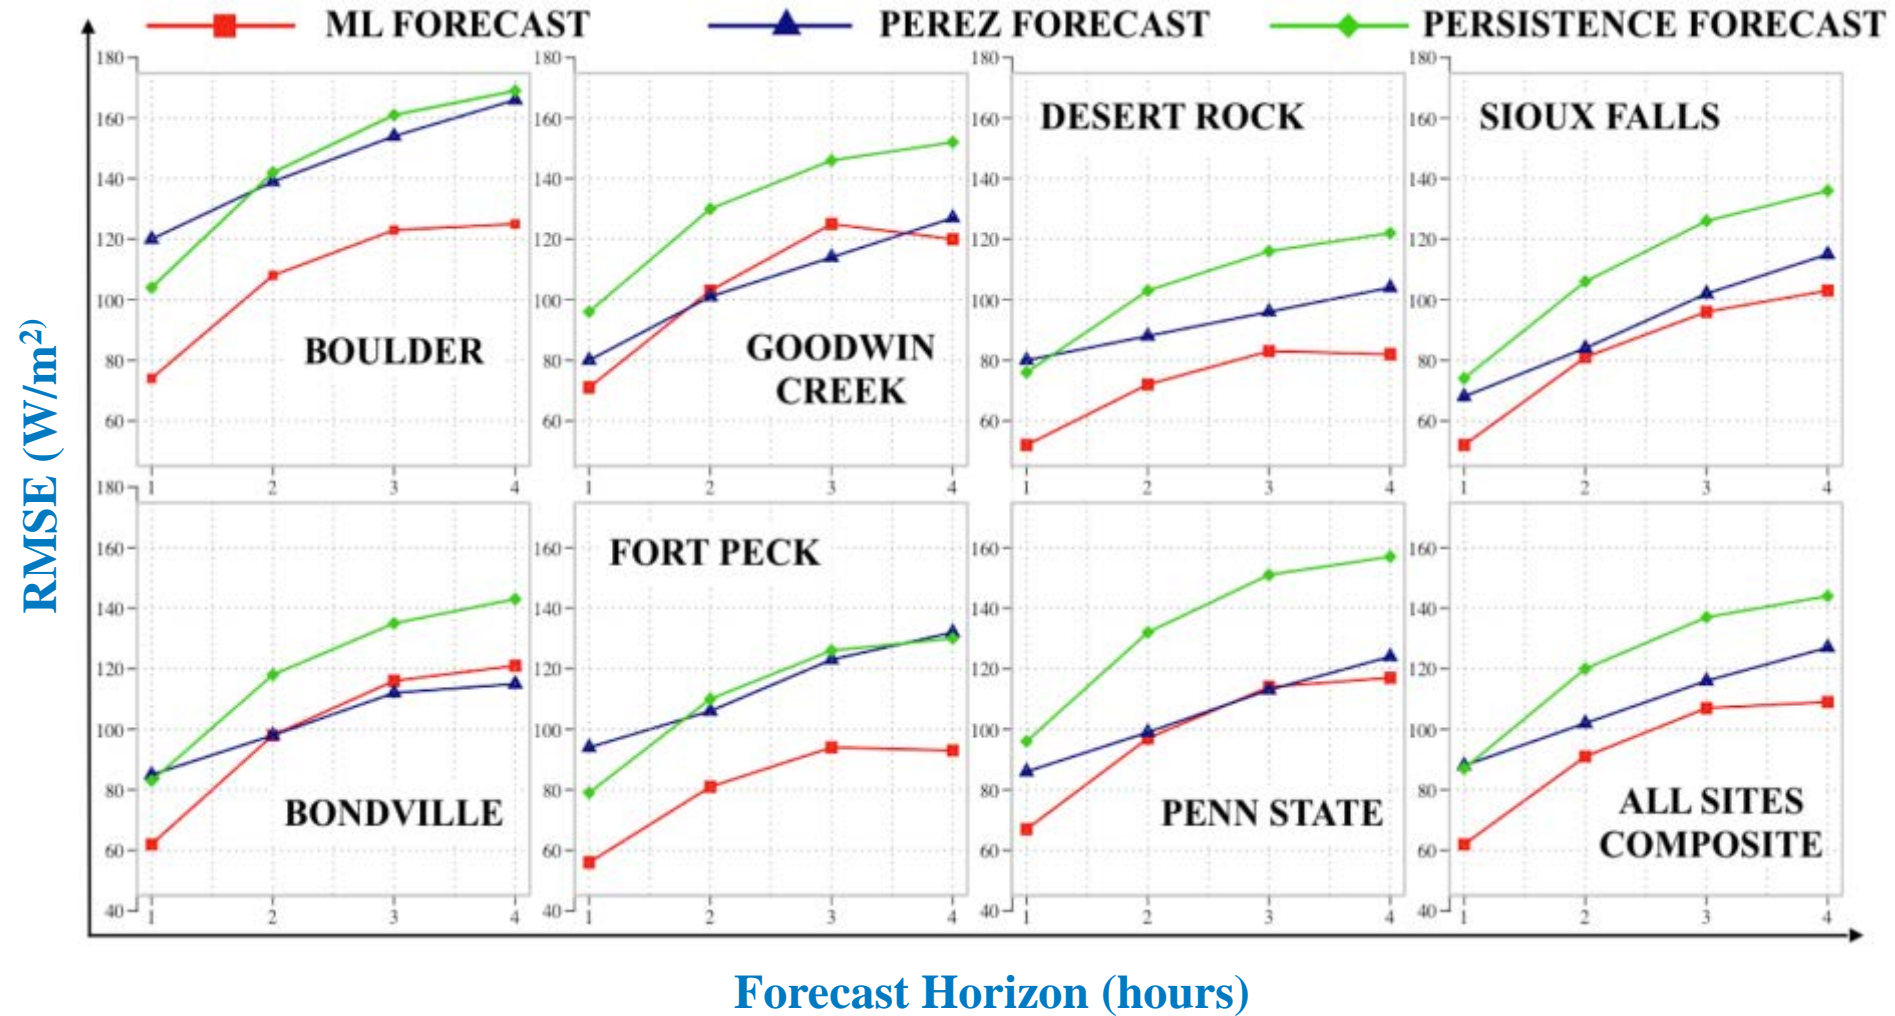 ML FORECAST PEREZ FORECAST PERSISTENCE FORECAST
RMSE (W/m²)
180 160 140 120 100 80 60
BOULDER
1 2 3 4
180 160 140 120 100 80 60
GOODWIN
CREEK
1 2 3 4
180 160 140 120 100 80 60
DESERT ROCK
1 2 3 4
180 160 140 120 100 80 60
SIOUX FALLS
1 2 3 4
180 160 140 120 100 80 60 40
BONDVILLE
1 2 3 4
160 140 120 100 80 60 40
FORT PECK
1 2 3 4
160 140 120 100 80 60 40
PENN STATE
1 2 3 4
160 140 120 100 80 60 40
ALL SITES
COMPOSITE
1 2 3 4
Forecast Horizon (hours)